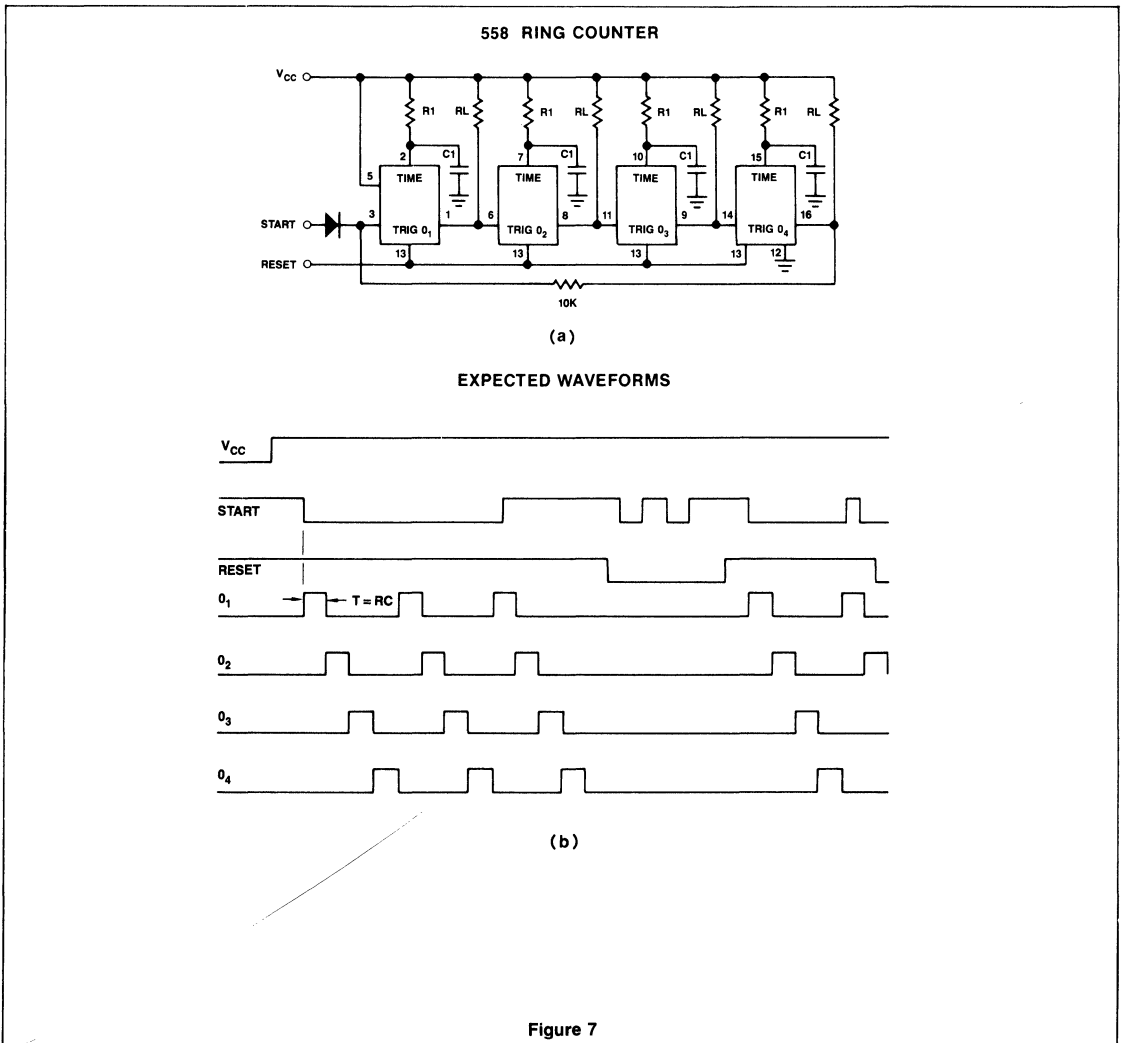 558 RING COUNTER
VCC
R1 RL R1 RL R1 RL R1 RL
2 C1 7 C1 10 C1 15 C1
5 TIME TIME TIME TIME
START 3 1 6 8 11 9 14 16
TRIG 01 TRIG 02 TRIG 03 TRIG 04
RESET 13 13 13 13 12
10K
(a)
EXPECTED WAVEFORMS
VCC
START
RESET
01 T = RC
02
03
04
(b)
Figure 7